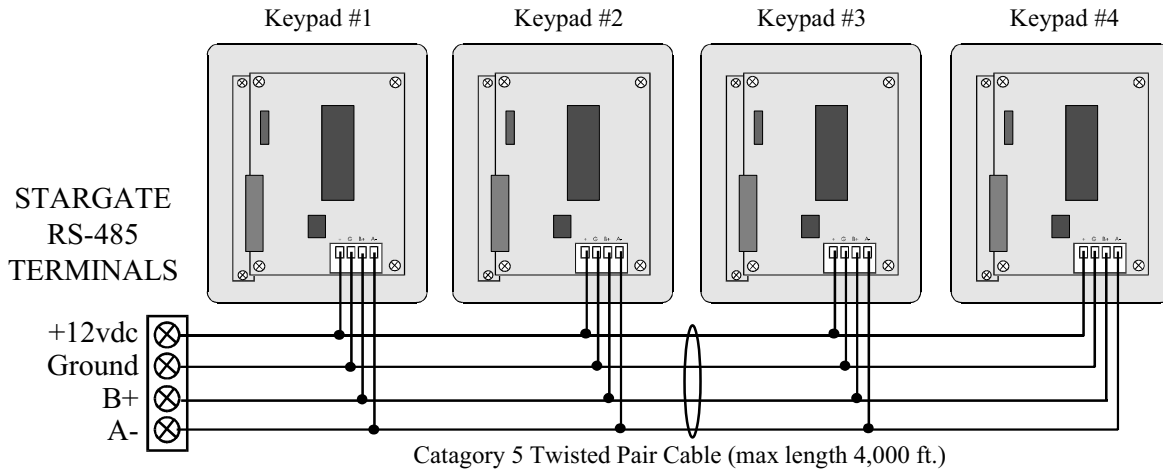 Keypad #1 Keypad #2 Keypad #3 Keypad #4
STARGATE
RS-485
TERMINALS
+ G B+ A- + G B+ A- + G B+ A- + G B+ A-
+12vdc
Ground
B+
A-
Catagory 5 Twisted Pair Cable (max length 4,000 ft.)